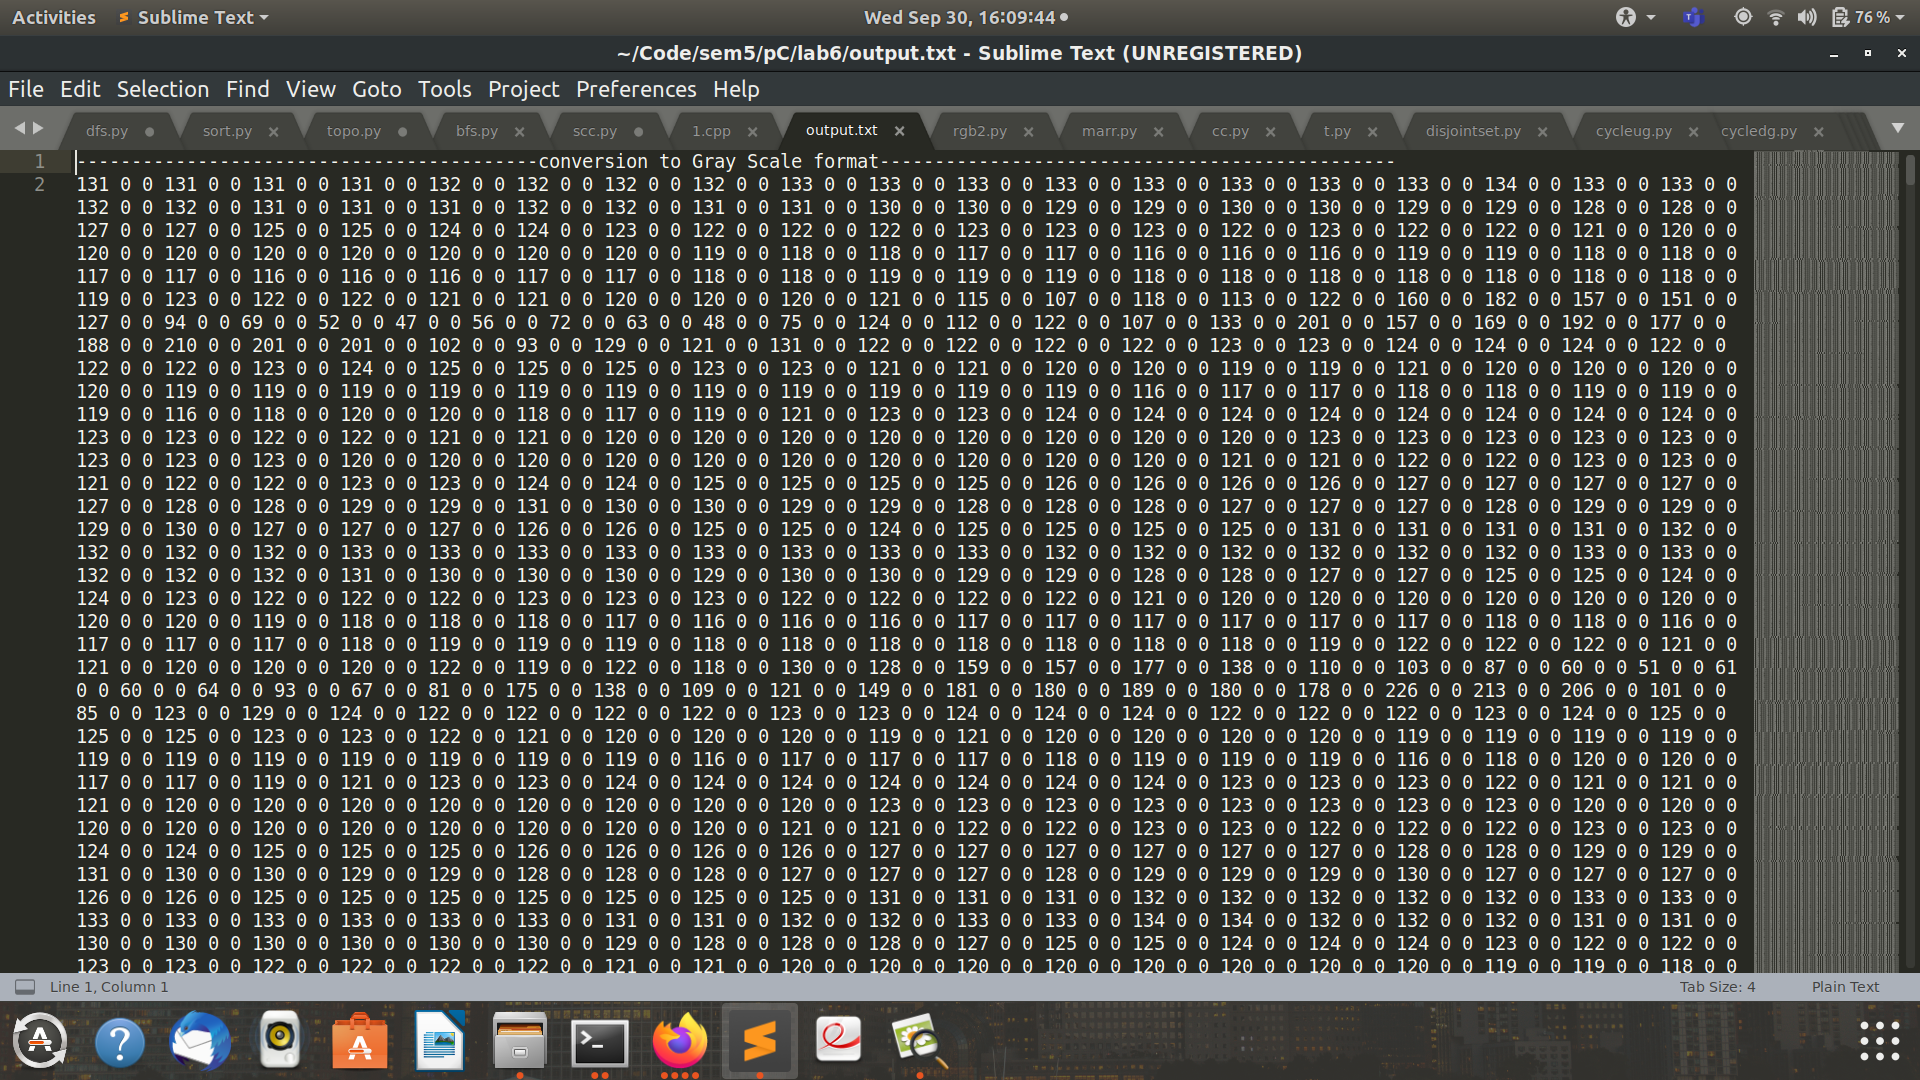 Activities Sublime Text Wed Sep 30, 16:09:44 76 %
~/Code/sem5/pC/lab6/output.txt - Sublime Text (UNREGISTERED)
File Edit Selection Find View Goto Tools Project Preferences Help
dfs.py sort.py topo.py bfs.py scc.py 1.cpp output.txt rgb2.py marr.py cc.py t.py disjointset.py cycleug.py cycledg.py
1 ------------------------------------------conversion to Gray Scale format-----------------------------------------------
2 131 0 0 131 0 0 131 0 0 131 0 0 132 0 0 132 0 0 132 0 0 132 0 0 133 0 0 133 0 0 133 0 0 133 0 0 133 0 0 133 0 0 133 0 0 133 0 0 134 0 0 133 0 0 133 0 0
132 0 0 132 0 0 131 0 0 131 0 0 131 0 0 132 0 0 132 0 0 131 0 0 131 0 0 130 0 0 130 0 0 129 0 0 129 0 0 130 0 0 130 0 0 129 0 0 129 0 0 128 0 0 128 0 0
127 0 0 127 0 0 125 0 0 125 0 0 124 0 0 124 0 0 123 0 0 122 0 0 122 0 0 122 0 0 123 0 0 123 0 0 123 0 0 122 0 0 123 0 0 122 0 0 122 0 0 121 0 0 120 0 0
120 0 0 120 0 0 120 0 0 120 0 0 120 0 0 120 0 0 120 0 0 119 0 0 118 0 0 118 0 0 117 0 0 117 0 0 116 0 0 116 0 0 116 0 0 119 0 0 119 0 0 118 0 0 118 0 0
117 0 0 117 0 0 116 0 0 116 0 0 116 0 0 117 0 0 117 0 0 118 0 0 118 0 0 119 0 0 119 0 0 119 0 0 118 0 0 118 0 0 118 0 0 118 0 0 118 0 0 118 0 0 118 0 0
119 0 0 123 0 0 122 0 0 122 0 0 121 0 0 121 0 0 120 0 0 120 0 0 120 0 0 121 0 0 115 0 0 107 0 0 118 0 0 113 0 0 122 0 0 160 0 0 182 0 0 157 0 0 151 0 0
127 0 0 94 0 0 69 0 0 52 0 0 47 0 0 56 0 0 72 0 0 63 0 0 48 0 0 75 0 0 124 0 0 112 0 0 122 0 0 107 0 0 133 0 0 201 0 0 157 0 0 169 0 0 192 0 0 177 0 0
188 0 0 210 0 0 201 0 0 201 0 0 102 0 0 93 0 0 129 0 0 121 0 0 131 0 0 122 0 0 122 0 0 122 0 0 122 0 0 123 0 0 123 0 0 124 0 0 124 0 0 124 0 0 122 0 0
122 0 0 122 0 0 123 0 0 124 0 0 125 0 0 125 0 0 125 0 0 123 0 0 123 0 0 121 0 0 121 0 0 120 0 0 120 0 0 119 0 0 119 0 0 121 0 0 120 0 0 120 0 0 120 0 0
120 0 0 119 0 0 119 0 0 119 0 0 119 0 0 119 0 0 119 0 0 119 0 0 119 0 0 119 0 0 119 0 0 119 0 0 116 0 0 117 0 0 117 0 0 118 0 0 118 0 0 119 0 0 119 0 0
119 0 0 116 0 0 118 0 0 120 0 0 120 0 0 118 0 0 117 0 0 119 0 0 121 0 0 123 0 0 123 0 0 124 0 0 124 0 0 124 0 0 124 0 0 124 0 0 124 0 0 124 0 0 124 0 0
123 0 0 123 0 0 122 0 0 122 0 0 121 0 0 121 0 0 120 0 0 120 0 0 120 0 0 120 0 0 120 0 0 120 0 0 120 0 0 120 0 0 123 0 0 123 0 0 123 0 0 123 0 0 123 0 0
123 0 0 123 0 0 123 0 0 120 0 0 120 0 0 120 0 0 120 0 0 120 0 0 120 0 0 120 0 0 120 0 0 120 0 0 120 0 0 121 0 0 121 0 0 122 0 0 122 0 0 123 0 0 123 0 0
121 0 0 122 0 0 122 0 0 123 0 0 123 0 0 124 0 0 124 0 0 125 0 0 125 0 0 125 0 0 125 0 0 126 0 0 126 0 0 126 0 0 126 0 0 127 0 0 127 0 0 127 0 0 127 0 0
127 0 0 128 0 0 128 0 0 129 0 0 129 0 0 131 0 0 130 0 0 130 0 0 129 0 0 129 0 0 128 0 0 128 0 0 128 0 0 127 0 0 127 0 0 127 0 0 128 0 0 129 0 0 129 0 0
129 0 0 130 0 0 127 0 0 127 0 0 127 0 0 126 0 0 126 0 0 125 0 0 125 0 0 124 0 0 125 0 0 125 0 0 125 0 0 125 0 0 131 0 0 131 0 0 131 0 0 131 0 0 132 0 0
132 0 0 132 0 0 132 0 0 133 0 0 133 0 0 133 0 0 133 0 0 133 0 0 133 0 0 133 0 0 133 0 0 132 0 0 132 0 0 132 0 0 132 0 0 132 0 0 132 0 0 133 0 0 133 0 0
132 0 0 132 0 0 132 0 0 131 0 0 130 0 0 130 0 0 130 0 0 129 0 0 130 0 0 130 0 0 129 0 0 129 0 0 128 0 0 128 0 0 127 0 0 127 0 0 125 0 0 125 0 0 124 0 0
124 0 0 123 0 0 122 0 0 122 0 0 122 0 0 123 0 0 123 0 0 123 0 0 122 0 0 122 0 0 122 0 0 122 0 0 121 0 0 120 0 0 120 0 0 120 0 0 120 0 0 120 0 0 120 0 0
120 0 0 120 0 0 119 0 0 118 0 0 118 0 0 118 0 0 117 0 0 116 0 0 116 0 0 116 0 0 117 0 0 117 0 0 117 0 0 117 0 0 117 0 0 117 0 0 118 0 0 118 0 0 116 0 0
117 0 0 117 0 0 117 0 0 118 0 0 119 0 0 119 0 0 119 0 0 118 0 0 118 0 0 118 0 0 118 0 0 118 0 0 118 0 0 118 0 0 119 0 0 122 0 0 122 0 0 122 0 0 121 0 0
121 0 0 120 0 0 120 0 0 120 0 0 122 0 0 119 0 0 122 0 0 118 0 0 130 0 0 128 0 0 159 0 0 157 0 0 177 0 0 138 0 0 110 0 0 103 0 0 87 0 0 60 0 0 51 0 0 61
0 0 60 0 0 64 0 0 93 0 0 67 0 0 81 0 0 175 0 0 138 0 0 109 0 0 121 0 0 149 0 0 181 0 0 180 0 0 189 0 0 180 0 0 178 0 0 226 0 0 213 0 0 206 0 0 101 0 0
85 0 0 123 0 0 129 0 0 124 0 0 122 0 0 122 0 0 122 0 0 122 0 0 123 0 0 123 0 0 124 0 0 124 0 0 124 0 0 122 0 0 122 0 0 122 0 0 123 0 0 124 0 0 125 0 0
125 0 0 125 0 0 123 0 0 123 0 0 122 0 0 121 0 0 120 0 0 120 0 0 120 0 0 119 0 0 121 0 0 120 0 0 120 0 0 120 0 0 120 0 0 119 0 0 119 0 0 119 0 0 119 0 0
119 0 0 119 0 0 119 0 0 119 0 0 119 0 0 119 0 0 119 0 0 116 0 0 117 0 0 117 0 0 117 0 0 118 0 0 119 0 0 119 0 0 119 0 0 116 0 0 118 0 0 120 0 0 120 0 0
117 0 0 117 0 0 119 0 0 121 0 0 123 0 0 123 0 0 124 0 0 124 0 0 124 0 0 124 0 0 124 0 0 124 0 0 124 0 0 123 0 0 123 0 0 123 0 0 122 0 0 121 0 0 121 0 0
121 0 0 120 0 0 120 0 0 120 0 0 120 0 0 120 0 0 120 0 0 120 0 0 120 0 0 123 0 0 123 0 0 123 0 0 123 0 0 123 0 0 123 0 0 123 0 0 123 0 0 120 0 0 120 0 0
120 0 0 120 0 0 120 0 0 120 0 0 120 0 0 120 0 0 120 0 0 120 0 0 121 0 0 121 0 0 122 0 0 122 0 0 123 0 0 123 0 0 122 0 0 122 0 0 122 0 0 123 0 0 123 0 0
124 0 0 124 0 0 125 0 0 125 0 0 125 0 0 126 0 0 126 0 0 126 0 0 126 0 0 127 0 0 127 0 0 127 0 0 127 0 0 127 0 0 127 0 0 128 0 0 128 0 0 129 0 0 129 0 0
131 0 0 130 0 0 130 0 0 129 0 0 129 0 0 128 0 0 128 0 0 128 0 0 127 0 0 127 0 0 127 0 0 128 0 0 129 0 0 129 0 0 129 0 0 130 0 0 127 0 0 127 0 0 127 0 0
126 0 0 126 0 0 125 0 0 125 0 0 125 0 0 125 0 0 125 0 0 125 0 0 125 0 0 131 0 0 131 0 0 131 0 0 132 0 0 132 0 0 132 0 0 132 0 0 132 0 0 133 0 0 133 0 0
133 0 0 133 0 0 133 0 0 133 0 0 133 0 0 133 0 0 131 0 0 131 0 0 132 0 0 132 0 0 133 0 0 133 0 0 134 0 0 134 0 0 132 0 0 132 0 0 132 0 0 131 0 0 131 0 0
130 0 0 130 0 0 130 0 0 130 0 0 130 0 0 130 0 0 129 0 0 128 0 0 128 0 0 128 0 0 127 0 0 125 0 0 125 0 0 124 0 0 124 0 0 124 0 0 123 0 0 122 0 0 122 0 0
123 0 0 123 0 0 122 0 0 122 0 0 122 0 0 122 0 0 121 0 0 121 0 0 120 0 0 120 0 0 120 0 0 120 0 0 120 0 0 120 0 0 120 0 0 120 0 0 119 0 0 119 0 0 118 0 0
Line 1, Column 1 Tab Size: 4 Plain Text